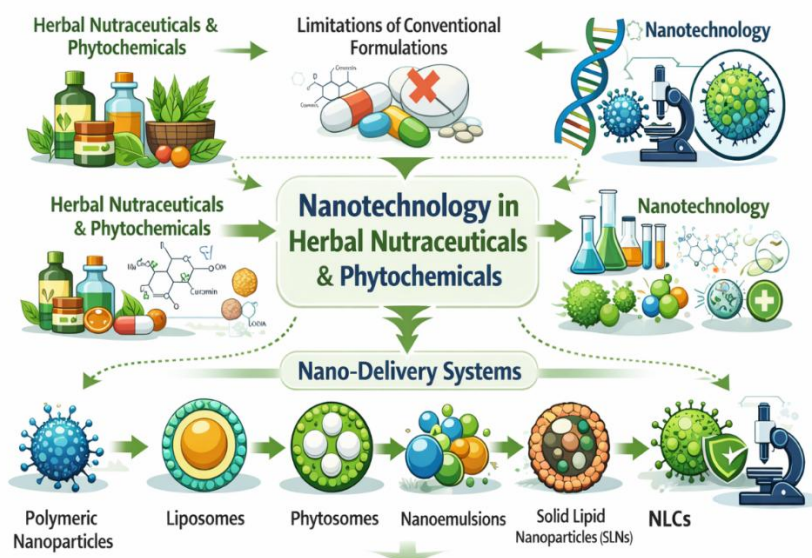 Herbal Nutraceuticals &
Phytochemicals
Limitations of Conventional
Formulations
Nanotechnology
Herbal Nutraceuticals
& Phytochemicals
Nanotechnology in
Herbal Nutraceuticals
& Phytochemicals
Nanotechnology
Curamin
Nano-Delivery Systems
Polymeric
Nanoparticles
Liposomes
Phytosomes
Nanoemulsions
Solid Lipid
Nanoparticles (SLNs)
NLCs